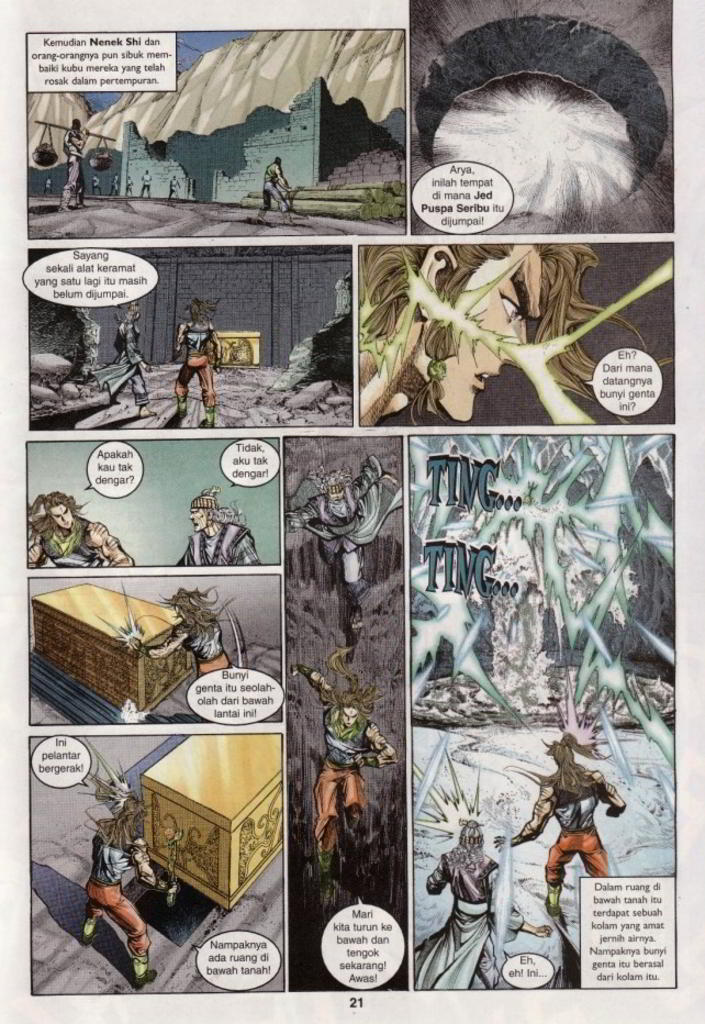 Kemudian Nenek Shi dan
orang-orangnya pun sibuk mem-
baiki kubu mereka yang telah
rosak dalam pertempuran.
Arya,
inilah tempat
di mana Jed
Puspa Seribu itu
dijumpai!
Sayang
sekali alat keramat
yang satu lagi itu masih
belum dijumpai.
Eh?
Dari mana
datangnya
bunyi genta
ini?
Apakah
kau tak
dengar?
Tidak,
aku tak
dengar!
Bunyi
genta itu seolah-
olah dari bawah
lantai ini!
Ini
pelantar
bergerak!
Nampaknya
ada ruang di
bawah tanah!
Mari
kita turun ke
bawah dan
tengok
sekarang!
Awas!
TING...
TING...
Eh,
eh! Ini...
Dalam ruang di
bawah tanah itu
terdapat sebuah
kolam yang amat
jernih airnya.
Nampaknya bunyi
genta itu berasal
dari kolam itu.
21